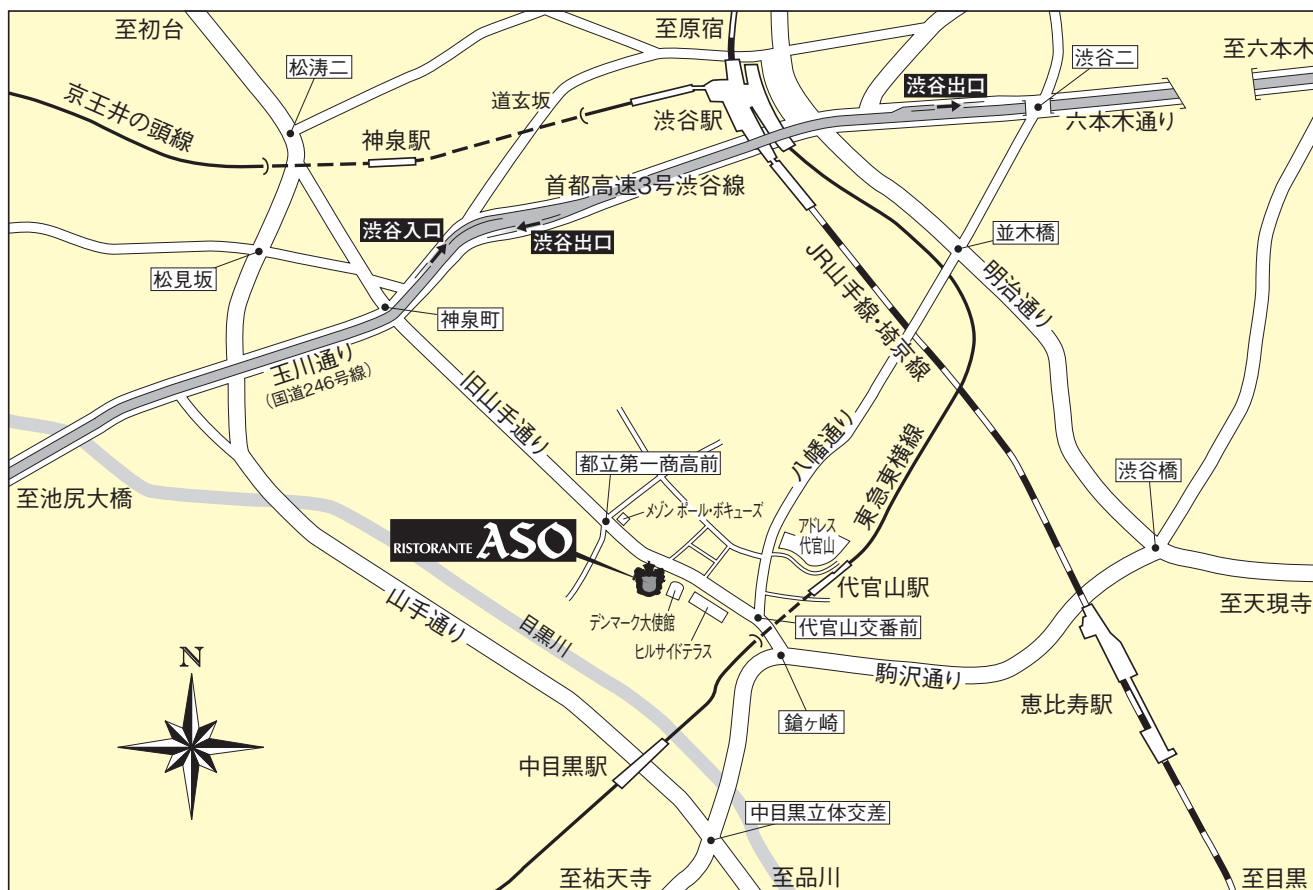 至初台
至原宿
至六本木
松涛二
渋谷二
渋谷出口
京王井の頭線
道玄坂
渋谷駅
六本木通り
神泉駅
首都高速3号渋谷線
渋谷入口
渋谷出口
並木橋
松見坂
JR山手線・埼京線
明治通り
神泉町
玉川通り
(国道246号線)
旧山手通り
八幡通り
東急東横線
都立第一商高前
渋谷橋
至池尻大橋
メゾン ポール・ボキューズ
アドレス
代官山
RISTORANTE ASO
代官山駅
至天現寺
山手通り
目黒川
デンマーク大使館
ヒルサイドテラス
代官山交番前
N
駒沢通り
恵比寿駅
鎗ヶ崎
中目黒駅
中目黒立体交差
至祐天寺
至品川
至目黒